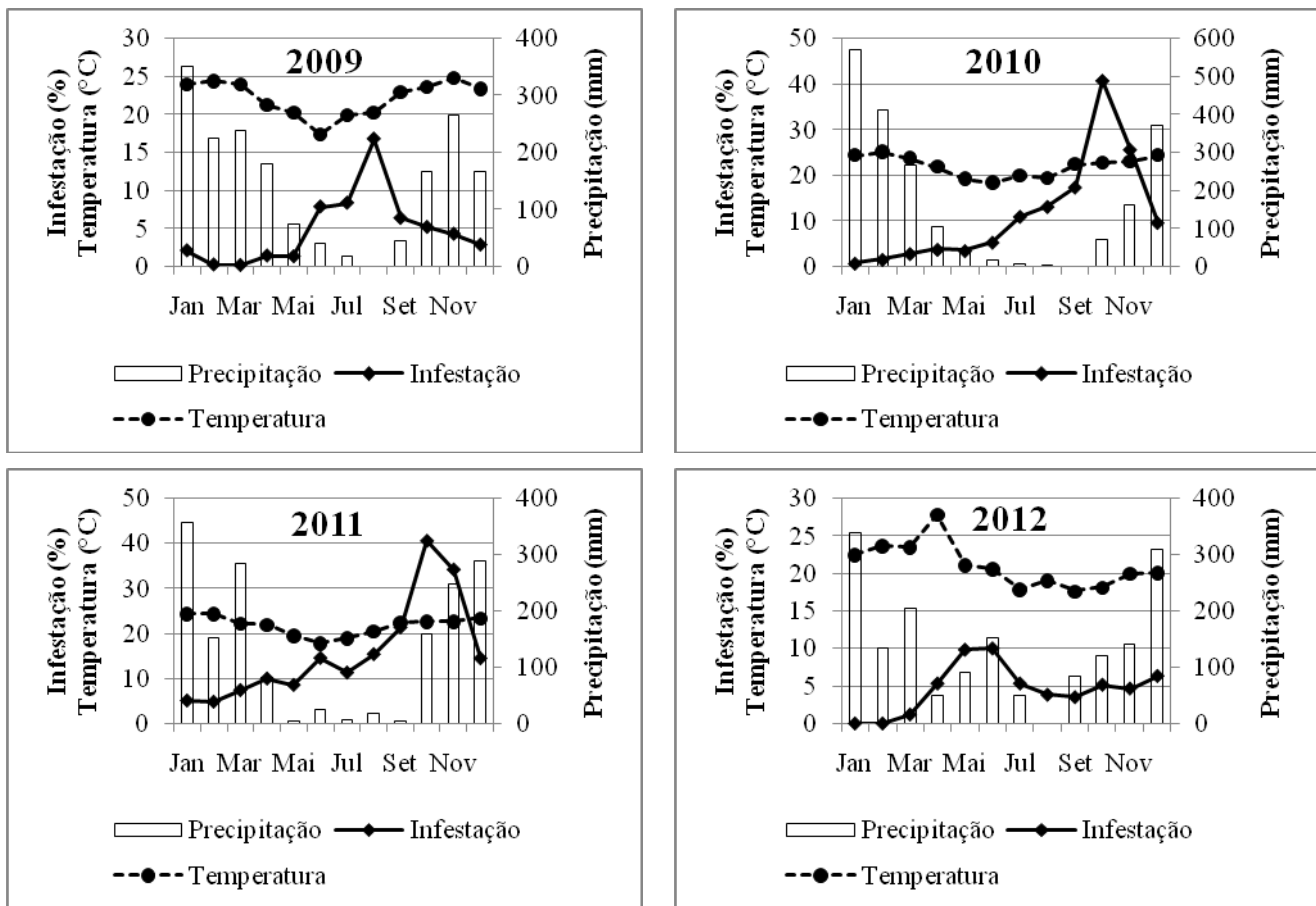 2009
Infestação (%)
Temperatura (°C)
30
25
20
15
10
5
0
400
300
200
100
0
Precipitação (mm)
Jan Mar Mai Jul Set Nov
Precipitação Infestação
Temperatura
2010
Infestação (%)
Temperatura (°C)
50
40
30
20
10
0
600
500
400
300
200
100
0
Precipitação (mm)
Jan Mar Mai Jul Set Nov
Precipitação Infestação
Temperatura
2011
Infestação (%)
Temperatura (°C)
50
40
30
20
10
0
400
300
200
100
0
Precipitação (mm)
Jan Mar Mai Jul Set Nov
Precipitação Infestação
Temperatura
2012
Infestação (%)
Temperatura (°C)
30
25
20
15
10
5
0
400
300
200
100
0
Precipitação (mm)
Jan Mar Mai Jul Set Nov
Precipitação Infestação
Temperatura